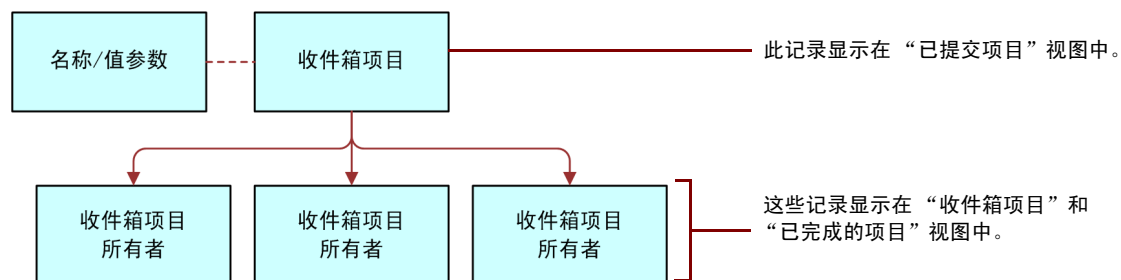 名称/值参数
收件箱项目
此记录显示在 “已提交项目”视图中。
收件箱项目
所有者
收件箱项目
所有者
收件箱项目
所有者
这些记录显示在 “收件箱项目”和
“已完成的项目”视图中。